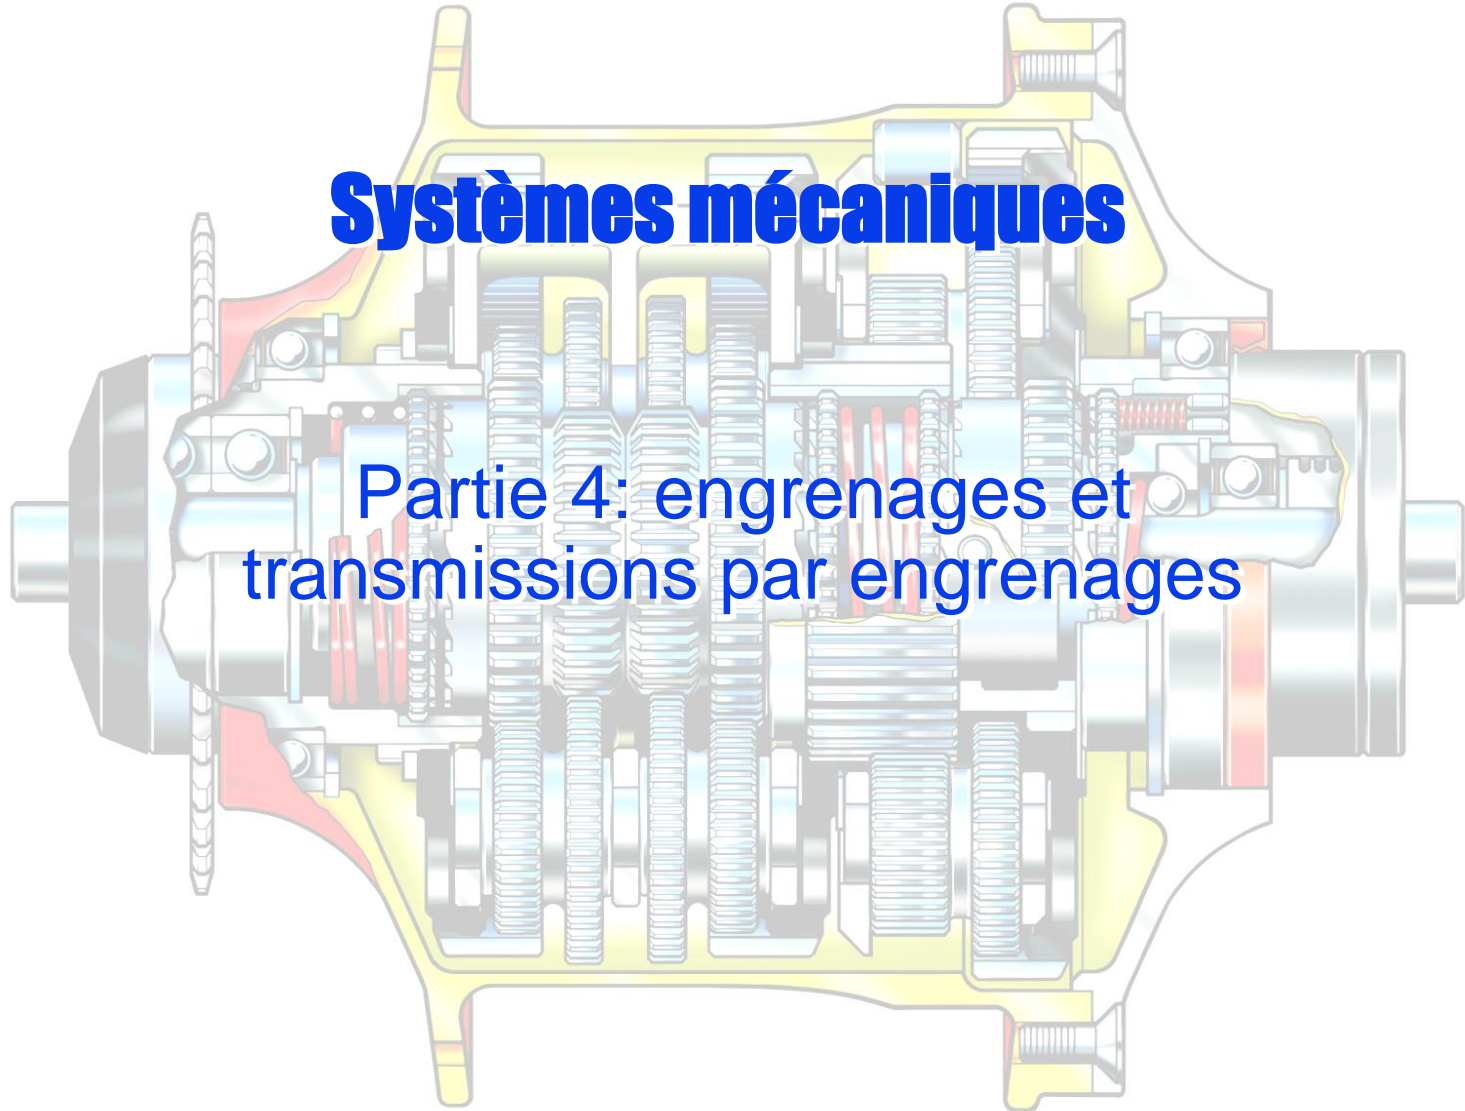 Systèmes mécaniques
Partie 4: engrenages et
transmissions par engrenages